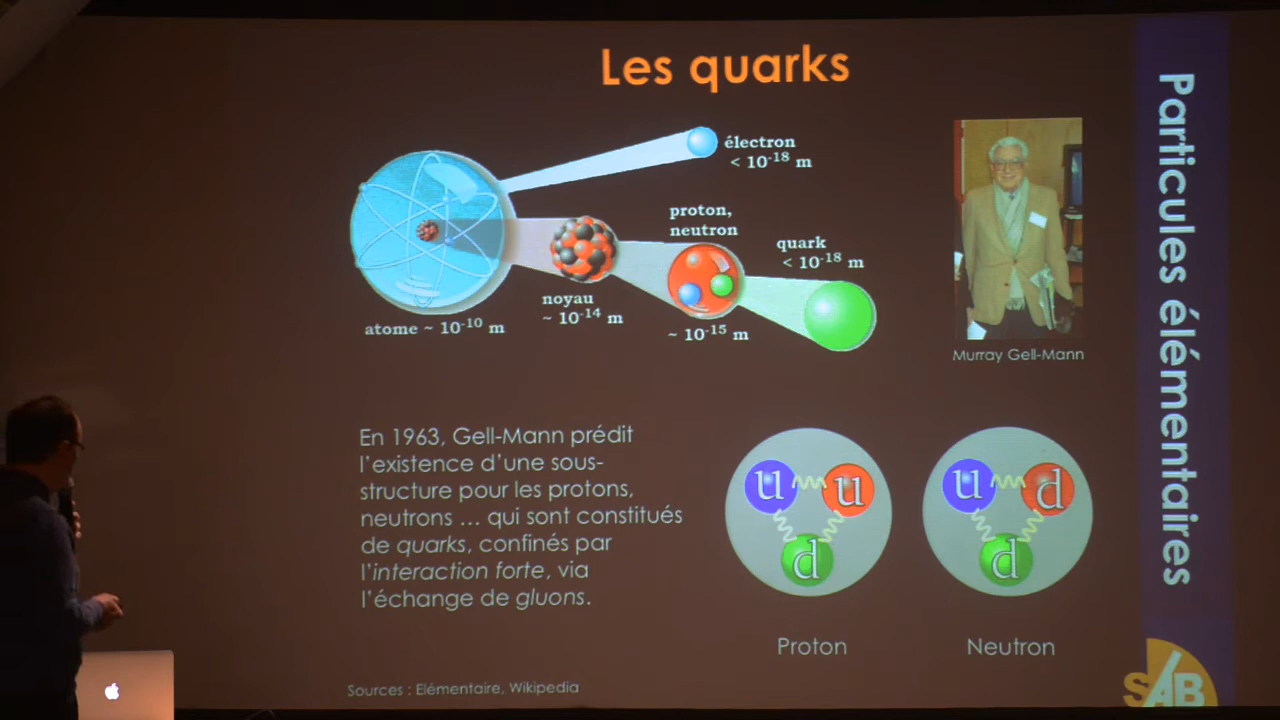 Les quarks
électron
< 10⁻¹⁸ m
proton,
neutron
quark
< 10⁻¹⁸ m
noyau
~ 10⁻¹⁴ m
atome ~ 10⁻¹⁰ m
~ 10⁻¹⁵ m
Murray Gell-Mann
En 1963, Gell-Mann prédit
l'existence d'une sous-
structure pour les protons,
neutrons ... qui sont constitués
de quarks, confinés par
l'interaction forte, via
l'échange de gluons.
u u
d
Proton
u d
d
Neutron
Sources : Elémentaire, Wikipedia
Particules élémentaires
SAB